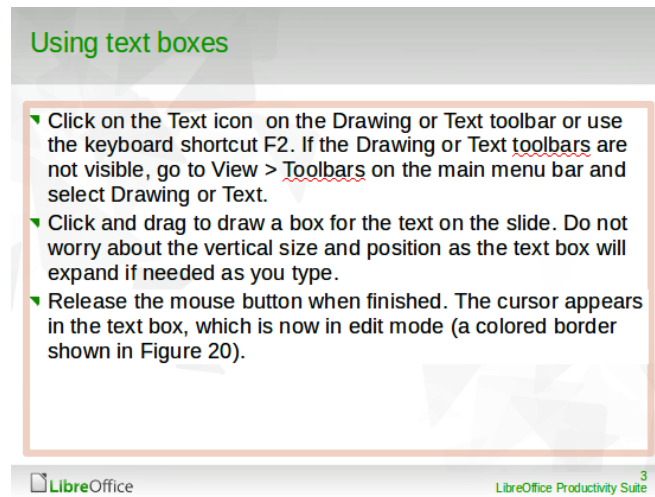 Using text boxes
Click on the Text icon  on the Drawing or Text toolbar or use
the keyboard shortcut F2. If the Drawing or Text toolbars are
not visible, go to View > Toolbars on the main menu bar and
select Drawing or Text.
Click and drag to draw a box for the text on the slide. Do not
worry about the vertical size and position as the text box will
expand if needed as you type.
Release the mouse button when finished. The cursor appears
in the text box, which is now in edit mode (a colored border
shown in Figure 20).
LibreOffice
3
LibreOffice Productivity Suite